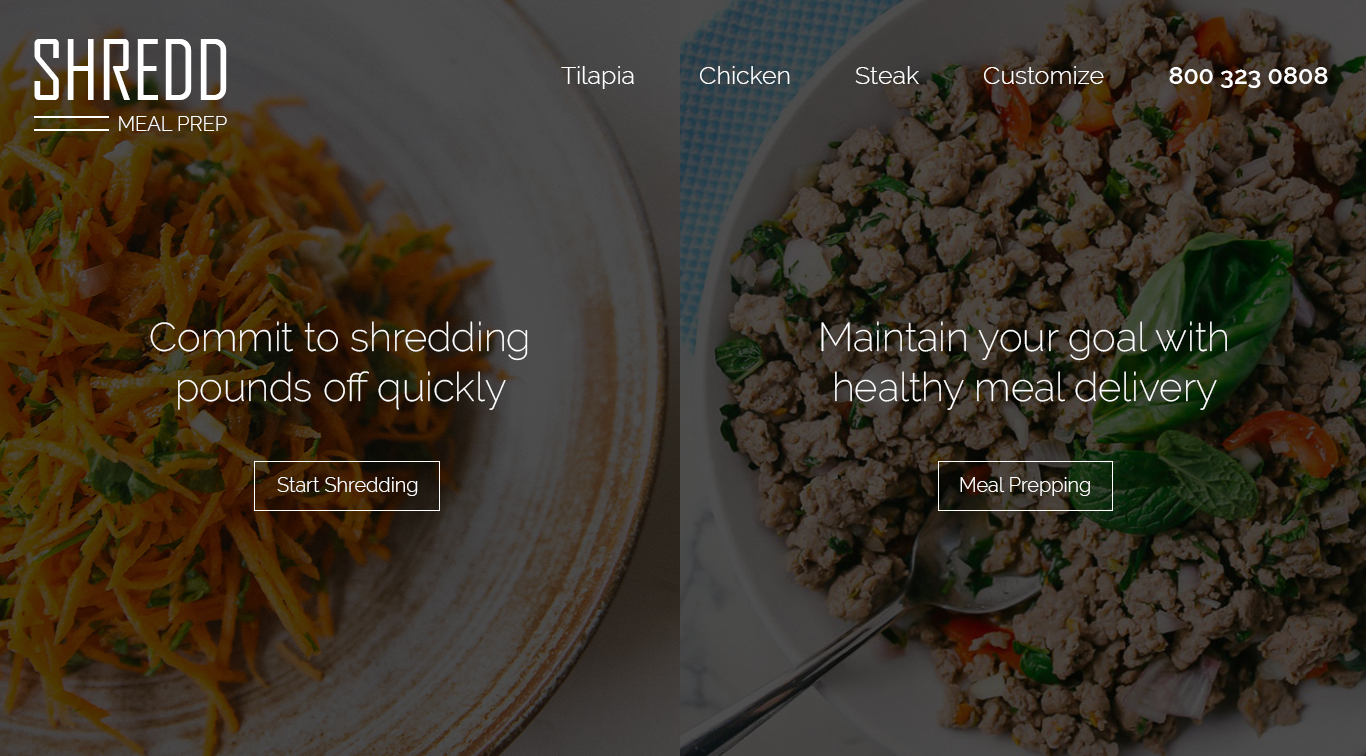 SHREDD
MEAL PREP
Tilapia Chicken Steak Customize 800 323 0808
Commit to shredding
pounds off quickly
Start Shredding
Maintain your goal with
healthy meal delivery
Meal Prepping